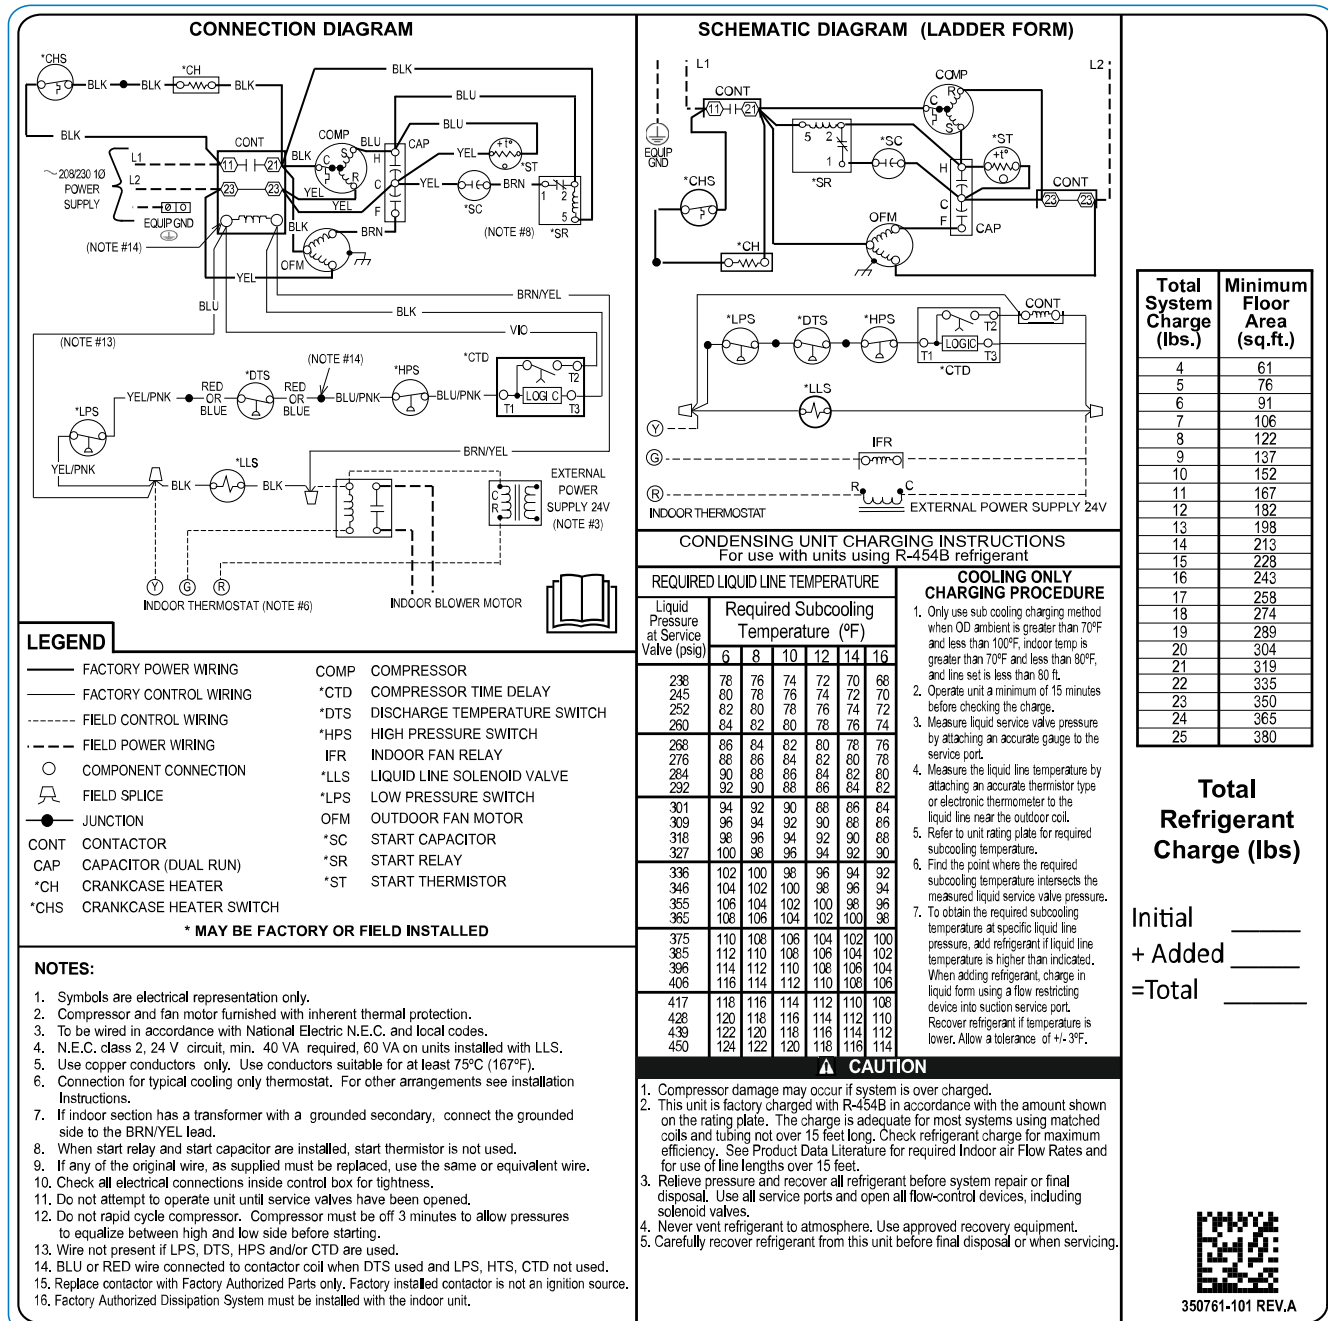 CONNECTION DIAGRAM
*CHS
BLK
BLK
*CH
BLK
BLK
BLU
BLU
BLK
CONT
COMP
BLU
CAP
H
YEL
+t°
*ST
L1
11
21
BLK
C
S
R
~208/230 1Ø
POWER
SUPPLY
L2
23
23
YEL
YEL
C
YEL
BRN
1
2
5
*SC
*SR
EQUIP GND
BLK
F
BRN
(NOTE #8)
(NOTE #14)
OFM
YEL
BRN/YEL
BLU
BLK
VIO
(NOTE #13)
(NOTE #14)
*CTD
*DTS
*HPS
T2
YEL/PNK
RED
OR
BLUE
RED
OR
BLUE
BLU/PNK
BLU/PNK
T1
LOGIC
T3
*LPS
YEL/PNK
BRN/YEL
*LLS
BLK
BLK
EXTERNAL
POWER
SUPPLY 24V
(NOTE #3)
C
R
Y
G
R
INDOOR THERMOSTAT (NOTE #6)
INDOOR BLOWER MOTOR
LEGEND
FACTORY POWER WIRING
FACTORY CONTROL WIRING
FIELD CONTROL WIRING
FIELD POWER WIRING
COMPONENT CONNECTION
FIELD SPLICE
JUNCTION
CONT CONTACTOR
CAP CAPACITOR (DUAL RUN)
*CH CRANKCASE HEATER
*CHS CRANKCASE HEATER SWITCH
COMP COMPRESSOR
*CTD COMPRESSOR TIME DELAY
*DTS DISCHARGE TEMPERATURE SWITCH
*HPS HIGH PRESSURE SWITCH
IFR INDOOR FAN RELAY
*LLS LIQUID LINE SOLENOID VALVE
*LPS LOW PRESSURE SWITCH
OFM OUTDOOR FAN MOTOR
*SC START CAPACITOR
*SR START RELAY
*ST START THERMISTOR
* MAY BE FACTORY OR FIELD INSTALLED
NOTES:
1. Symbols are electrical representation only.
2. Compressor and fan motor furnished with inherent thermal protection.
3. To be wired in accordance with National Electric N.E.C. and local codes.
4. N.E.C. class 2, 24 V circuit, min. 40 VA required, 60 VA on units installed with LLS.
5. Use copper conductors only. Use conductors suitable for at least 75°C (167°F).
6. Connection for typical cooling only thermostat. For other arrangements see installation
Instructions.
7. If indoor section has a transformer with a grounded secondary, connect the grounded
side to the BRN/YEL lead.
8. When start relay and start capacitor are installed, start thermistor is not used.
9. If any of the original wire, as supplied must be replaced, use the same or equivalent wire.
10. Check all electrical connections inside control box for tightness.
11. Do not attempt to operate unit until service valves have been opened.
12. Do not rapid cycle compressor. Compressor must be off 3 minutes to allow pressures
to equalize between high and low side before starting.
13. Wire not present if LPS, DTS, HPS and/or CTD are used.
14. BLU or RED wire connected to contactor coil when DTS used and LPS, HTS, CTD not used.
15. Replace contactor with Factory Authorized Parts only. Factory installed contactor is not an ignition source.
16. Factory Authorized Dissipation System must be installed with the indoor unit.
SCHEMATIC DIAGRAM (LADDER FORM)
L1
L2
CONT
11
21
COMP
C
R
S
EQUIP
GND
5
2
1
*SR
*SC
*ST
+t°
H
C
F
CAP
CONT
23
23
*CHS
OFM
*CH
CONT
*LPS
*DTS
*HPS
T2
T1
LOGIC
T3
*CTD
*LLS
Y
IFR
G
R
C
R
INDOOR THERMOSTAT
EXTERNAL POWER SUPPLY 24V
CONDENSING UNIT CHARGING INSTRUCTIONS
For use with units using R-454B refrigerant
REQUIRED LIQUID LINE TEMPERATURE
Liquid
Pressure
at Service
Valve (psig)
Required Subcooling
Temperature (°F)
6 8 10 12 14 16
238 78 76 74 72 70 68
245 80 78 76 74 72 70
252 82 80 78 76 74 72
260 84 82 80 78 76 74
268 86 84 82 80 78 76
276 88 86 84 82 80 78
284 90 88 86 84 82 80
292 92 90 88 86 84 82
301 94 92 90 88 86 84
309 96 94 92 90 88 86
318 98 96 94 92 90 88
327 100 98 96 94 92 90
336 102 100 98 96 94 92
346 104 102 100 98 96 94
355 106 104 102 100 98 96
365 108 106 104 102 100 98
375 110 108 106 104 102 100
385 112 110 108 106 104 102
396 114 112 110 108 106 104
406 116 114 112 110 108 106
417 118 116 114 112 110 108
428 120 118 116 114 112 110
439 122 120 118 116 114 112
450 124 122 120 118 116 114
COOLING ONLY
CHARGING PROCEDURE
1. Only use sub cooling charging method
when OD ambient is greater than 70°F
and less than 100°F, indoor temp is
greater than 70°F and less than 80°F,
and line set is less than 80 ft.
2. Operate unit a minimum of 15 minutes
before checking the charge.
3. Measure liquid service valve pressure
by attaching an accurate gauge to the
service port.
4. Measure the liquid line temperature by
attaching an accurate thermistor type
or electronic thermometer to the
liquid line near the outdoor coil.
5. Refer to unit rating plate for required
subcooling temperature.
6. Find the point where the required
subcooling temperature intersects the
measured liquid service valve pressure.
7. To obtain the required subcooling
temperature at specific liquid line
pressure, add refrigerant if liquid line
temperature is higher than indicated.
When adding refrigerant, charge in
liquid form using a flow restricting
device into suction service port.
Recover refrigerant if temperature is
lower. Allow a tolerance of +/- 3°F.
CAUTION
1. Compressor damage may occur if system is over charged.
2. This unit is factory charged with R-454B in accordance with the amount shown
on the rating plate. The charge is adequate for most systems using matched
coils and tubing not over 15 feet long. Check refrigerant charge for maximum
efficiency. See Product Data Literature for required Indoor air Flow Rates and
for use of line lengths over 15 feet.
3. Relieve pressure and recover all refrigerant before system repair or final
disposal. Use all service ports and open all flow-control devices, including
solenoid valves.
4. Never vent refrigerant to atmosphere. Use approved recovery equipment.
5. Carefully recover refrigerant from this unit before final disposal or when servicing.
Total
System
Charge
(lbs.)
Minimum
Floor
Area
(sq.ft.)
4 61
5 76
6 91
7 106
8 122
9 137
10 152
11 167
12 182
13 198
14 213
15 228
16 243
17 258
18 274
19 289
20 304
21 319
22 335
23 350
24 365
25 380
Total
Refrigerant
Charge (lbs)
Initial
+ Added
=Total
350761-101 REV.A